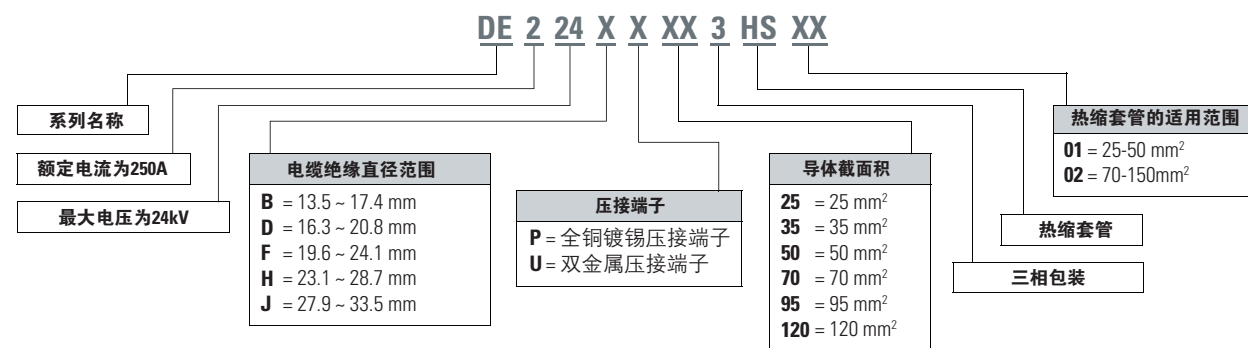 DE 2 24 X X XX 3 HS XX
系列名称
额定电流为250A
最大电压为24kV
电缆绝缘直径范围
B = 13.5 ~ 17.4 mm
D = 16.3 ~ 20.8 mm
F = 19.6 ~ 24.1 mm
H = 23.1 ~ 28.7 mm
J = 27.9 ~ 33.5 mm
压接端子
P = 全铜镀锡压接端子
U = 双金属压接端子
导体截面积
25 = 25 mm²
35 = 35 mm²
50 = 50 mm²
70 = 70 mm²
95 = 95 mm²
120 = 120 mm²
三相包装
热缩套管
热缩套管的适用范围
01 = 25-50 mm²
02 = 70-150mm²